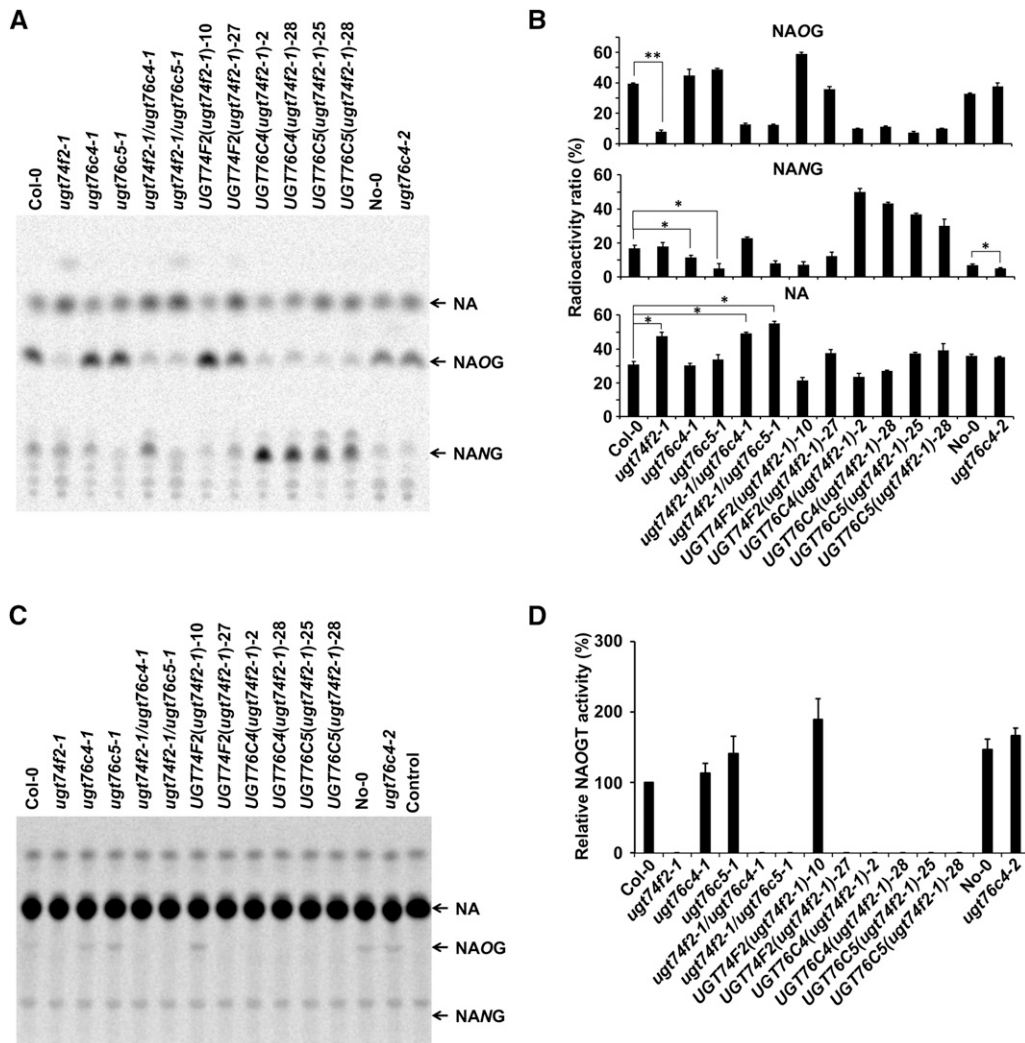 A
Col-0
ugt74f2-1
ugt76c4-1
ugt76c5-1
ugt74f2-1/ugt76c4-1
ugt74f2-1/ugt76c5-1
UGT74F2(ugt74f2-1)-10
UGT74F2(ugt74f2-1)-27
UGT76C4(ugt74f2-1)-2
UGT76C4(ugt74f2-1)-28
UGT76C5(ugt74f2-1)-25
UGT76C5(ugt74f2-1)-28
No-0
ugt76c4-2
← NA
← NAOG
← NANG
B
Radioactivity ratio (%)
NAOG
60
40
20
0
**
NANG
60
40
20
0
*
*
*
NA
60
40
20
0
*
*
*
Col-0
ugt74f2-1
ugt76c4-1
ugt76c5-1
ugt74f2-1/ugt76c4-1
ugt74f2-1/ugt76c5-1
UGT74F2(ugt74f2-1)-10
UGT74F2(ugt74f2-1)-27
UGT76C4(ugt74f2-1)-2
UGT76C4(ugt74f2-1)-28
UGT76C5(ugt74f2-1)-25
UGT76C5(ugt74f2-1)-28
No-0
ugt76c4-2
C
Col-0
ugt74f2-1
ugt76c4-1
ugt76c5-1
ugt74f2-1/ugt76c4-1
ugt74f2-1/ugt76c5-1
UGT74F2(ugt74f2-1)-10
UGT74F2(ugt74f2-1)-27
UGT76C4(ugt74f2-1)-2
UGT76C4(ugt74f2-1)-28
UGT76C5(ugt74f2-1)-25
UGT76C5(ugt74f2-1)-28
No-0
ugt76c4-2
Control
← NA
← NAOG
← NANG
D
Relative NAOGT activity (%)
300
200
100
0
Col-0
ugt74f2-1
ugt76c4-1
ugt76c5-1
ugt74f2-1/ugt76c4-1
ugt74f2-1/ugt76c5-1
UGT74F2(ugt74f2-1)-10
UGT74F2(ugt74f2-1)-27
UGT76C4(ugt74f2-1)-2
UGT76C4(ugt74f2-1)-28
UGT76C5(ugt74f2-1)-25
UGT76C5(ugt74f2-1)-28
No-0
ugt76c4-2